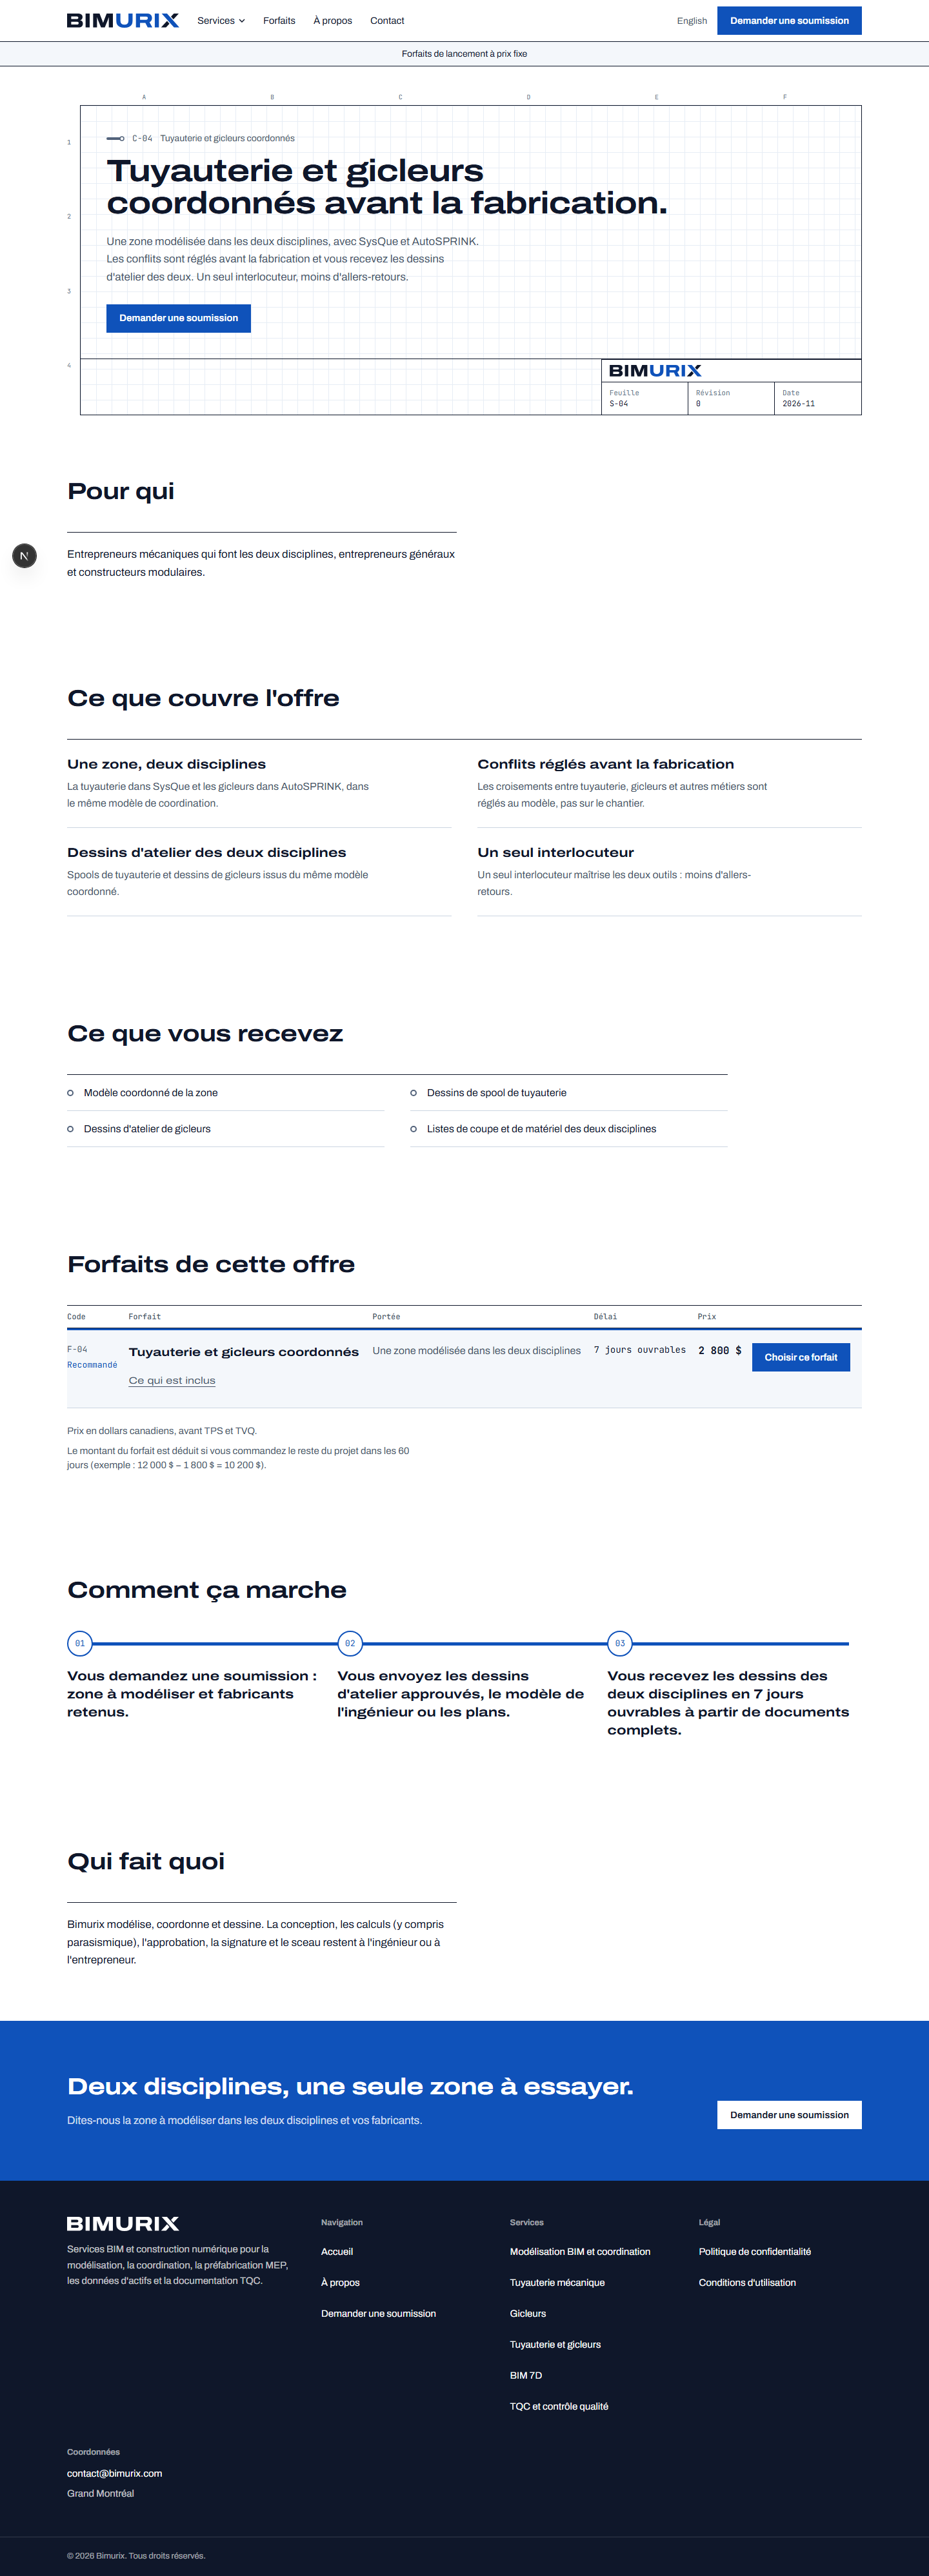 BIMURIX
Services
Forfaits
À propos
Contact
English
Demander une soumission
Forfaits de lancement à prix fixe
A B C D E F
1
C-04 Tuyauterie et gicleurs coordonnés
Tuyauterie et gicleurs
coordonnés avant la fabrication.
2
Une zone modélisée dans les deux disciplines, avec SysQue et AutoSPRINK.
Les conflits sont réglés avant la fabrication et vous recevez les dessins
d'atelier des deux. Un seul interlocuteur, moins d'allers-retours.
3
Demander une soumission
4
BIMURIX
Feuille
S-04
Révision
0
Date
2026-11
Pour qui
N
Entrepreneurs mécaniques qui font les deux disciplines, entrepreneurs généraux
et constructeurs modulaires.
Ce que couvre l'offre
Une zone, deux disciplines
La tuyauterie dans SysQue et les gicleurs dans AutoSPRINK, dans
le même modèle de coordination.
Conflits réglés avant la fabrication
Les croisements entre tuyauterie, gicleurs et autres métiers sont
réglés au modèle, pas sur le chantier.
Dessins d'atelier des deux disciplines
Spools de tuyauterie et dessins de gicleurs issus du même modèle
coordonné.
Un seul interlocuteur
Un seul interlocuteur maîtrise les deux outils : moins d'allers-
retours.
Ce que vous recevez
Modèle coordonné de la zone
Dessins de spool de tuyauterie
Dessins d'atelier de gicleurs
Listes de coupe et de matériel des deux disciplines
Forfaits de cette offre
Code Forfait Portée Délai Prix
F-04
Recommandé
Tuyauterie et gicleurs coordonnés
Ce qui est inclus
Une zone modélisée dans les deux disciplines
7 jours ouvrables
2 800 $
Choisir ce forfait
Prix en dollars canadiens, avant TPS et TVQ.
Le montant du forfait est déduit si vous commandez le reste du projet dans les 60
jours (exemple : 12 000 $ – 1 800 $ = 10 200 $).
Comment ça marche
01
Vous demandez une soumission :
zone à modéliser et fabricants
retenus.
02
Vous envoyez les dessins
d'atelier approuvés, le modèle de
l'ingénieur ou les plans.
03
Vous recevez les dessins des
deux disciplines en 7 jours
ouvrables à partir de documents
complets.
Qui fait quoi
Bimurix modélise, coordonne et dessine. La conception, les calculs (y compris
parasismique), l'approbation, la signature et le sceau restent à l'ingénieur ou à
l'entrepreneur.
Deux disciplines, une seule zone à essayer.
Dites-nous la zone à modéliser dans les deux disciplines et vos fabricants.
Demander une soumission
BIMURIX
Services BIM et construction numérique pour la
modélisation, la coordination, la préfabrication MEP,
les données d'actifs et la documentation TQC.
Navigation
Accueil
À propos
Demander une soumission
Services
Modélisation BIM et coordination
Tuyauterie mécanique
Gicleurs
Tuyauterie et gicleurs
BIM 7D
TQC et contrôle qualité
Légal
Politique de confidentialité
Conditions d'utilisation
Coordonnées
contact@bimurix.com
Grand Montréal
© 2026 Bimurix. Tous droits réservés.